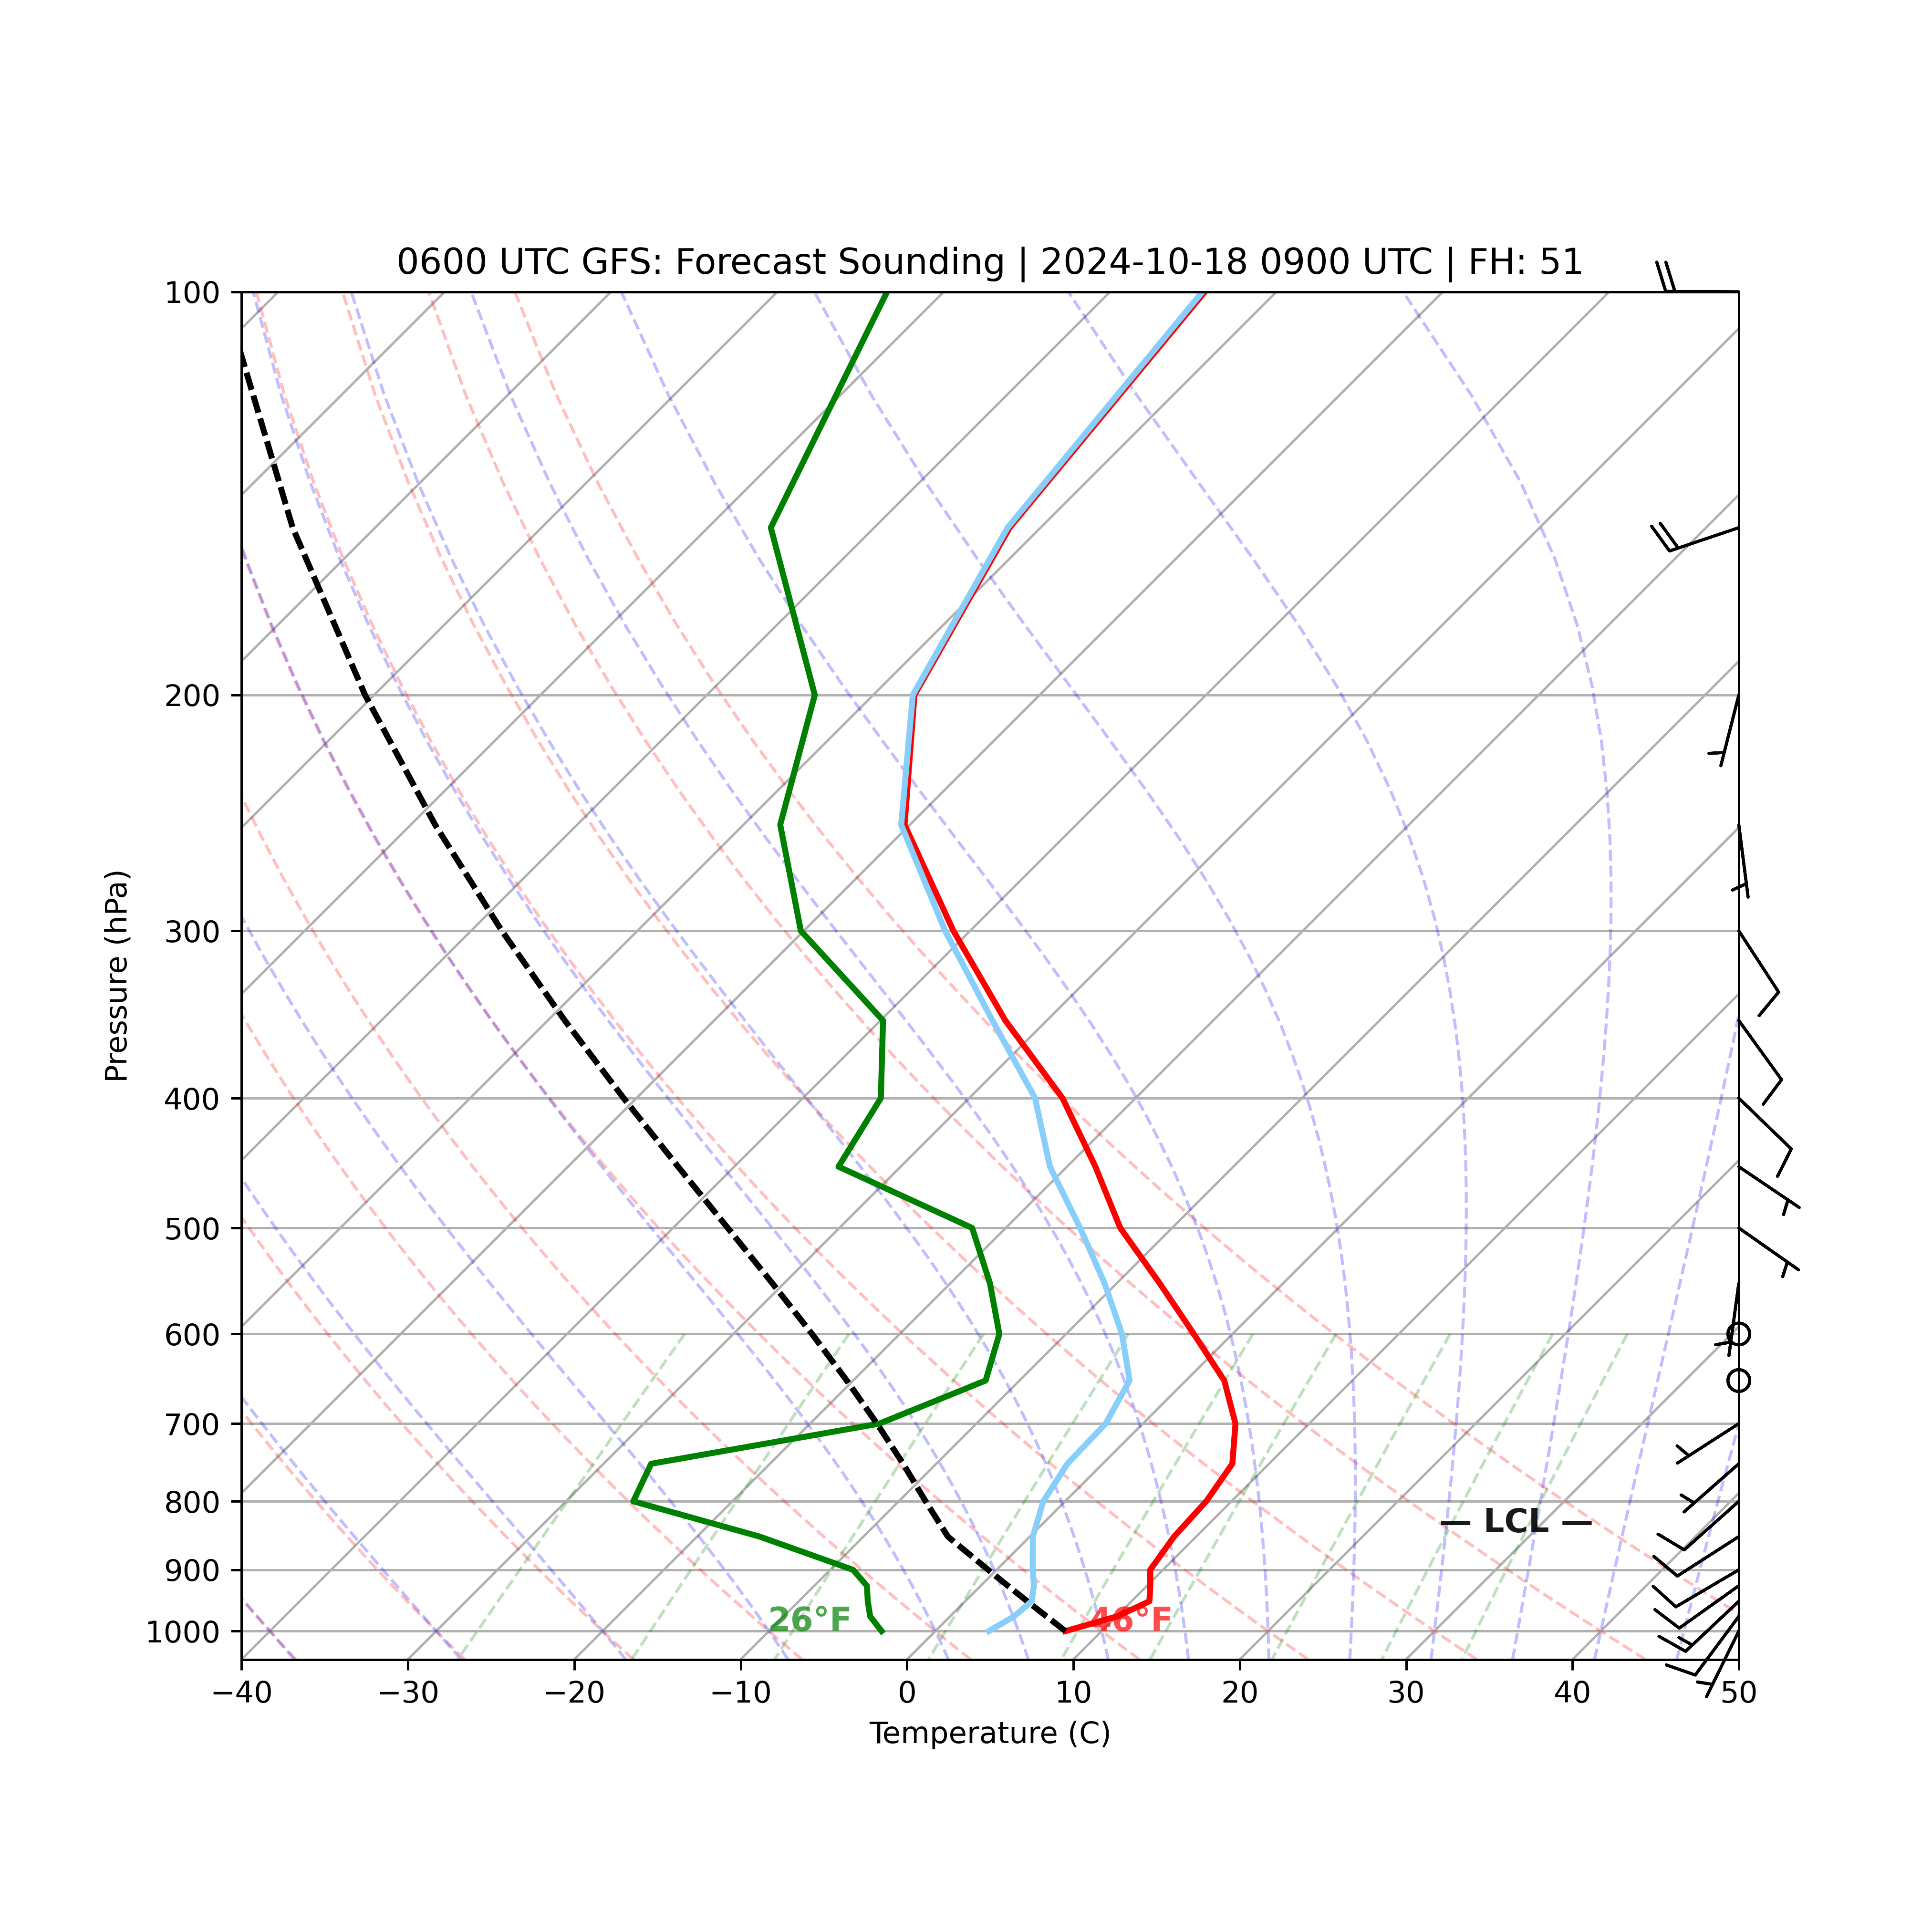 0600 UTC GFS: Forecast Sounding | 2024-10-18 0900 UTC | FH: 51
100
200
300
400
500
600
700
800
900
1000
Pressure (hPa)
— LCL —
26°F
46°F
−40 −30 −20 −10 0 10 20 30 40 50
Temperature (C)